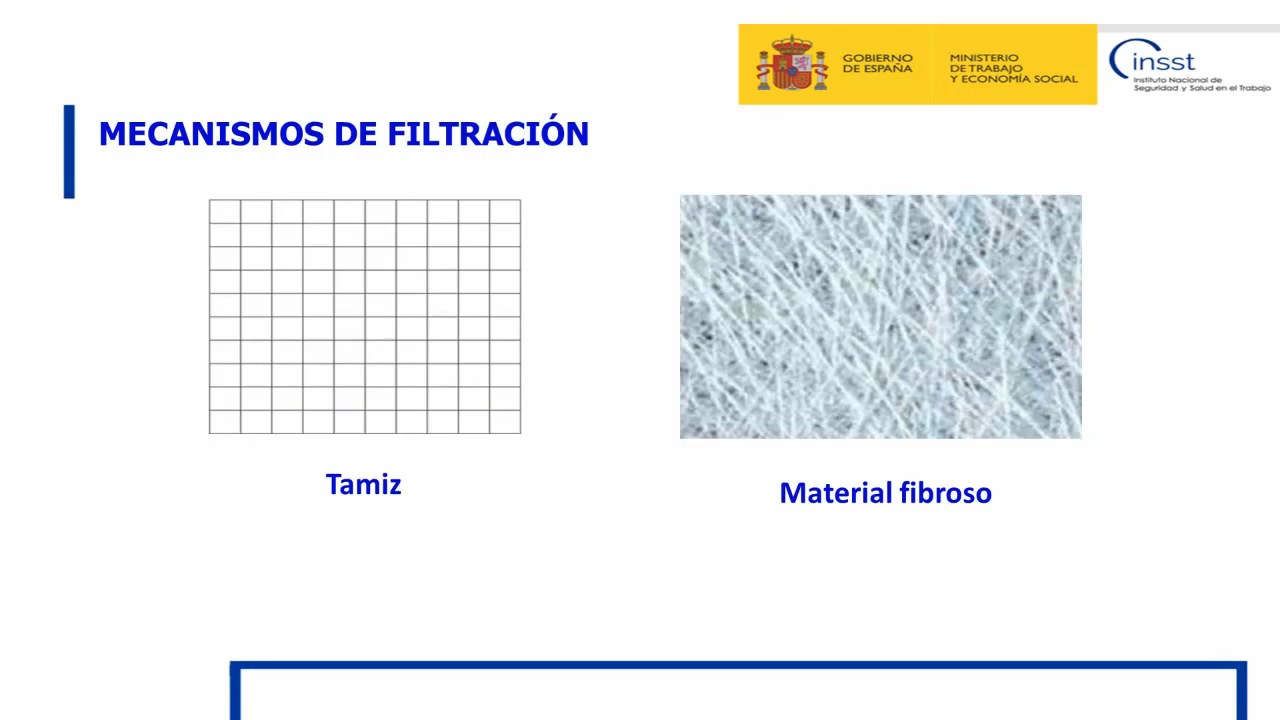 GOBIERNO
DE ESPAÑA
MINISTERIO
DE TRABAJO
Y ECONOMÍA SOCIAL
insst
Instituto Nacional de
Seguridad y Salud en el Trabajo
MECANISMOS DE FILTRACIÓN
Tamiz
Material fibroso